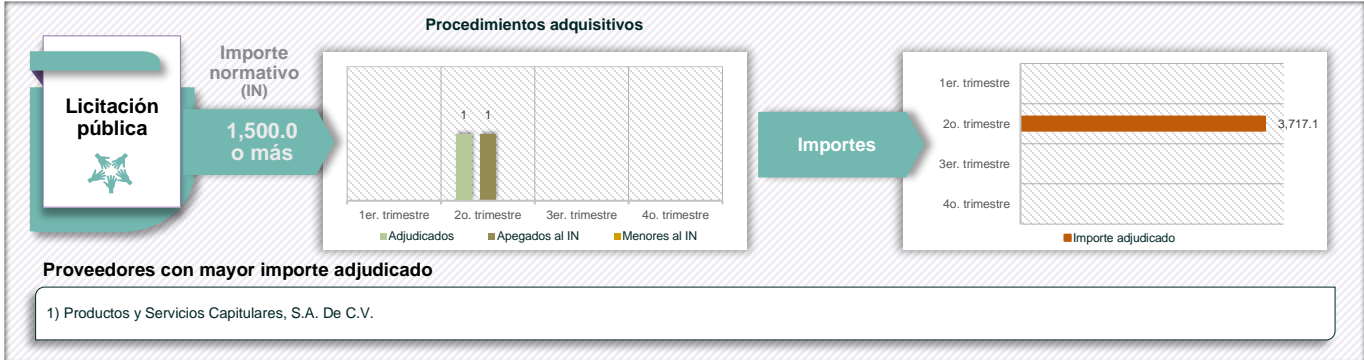 Procedimientos adquisitivos
Licitación
pública
Importe
normativo
(IN)
1,500.0
o más
1 1
1er. trimestre 2o. trimestre 3er. trimestre 4o. trimestre
Adjudicados Apegados al IN Menores al IN
Importes
1er. trimestre
2o. trimestre 3,717.1
3er. trimestre
4o. trimestre
Importe adjudicado
Proveedores con mayor importe adjudicado
1) Productos y Servicios Capitulares, S.A. De C.V.